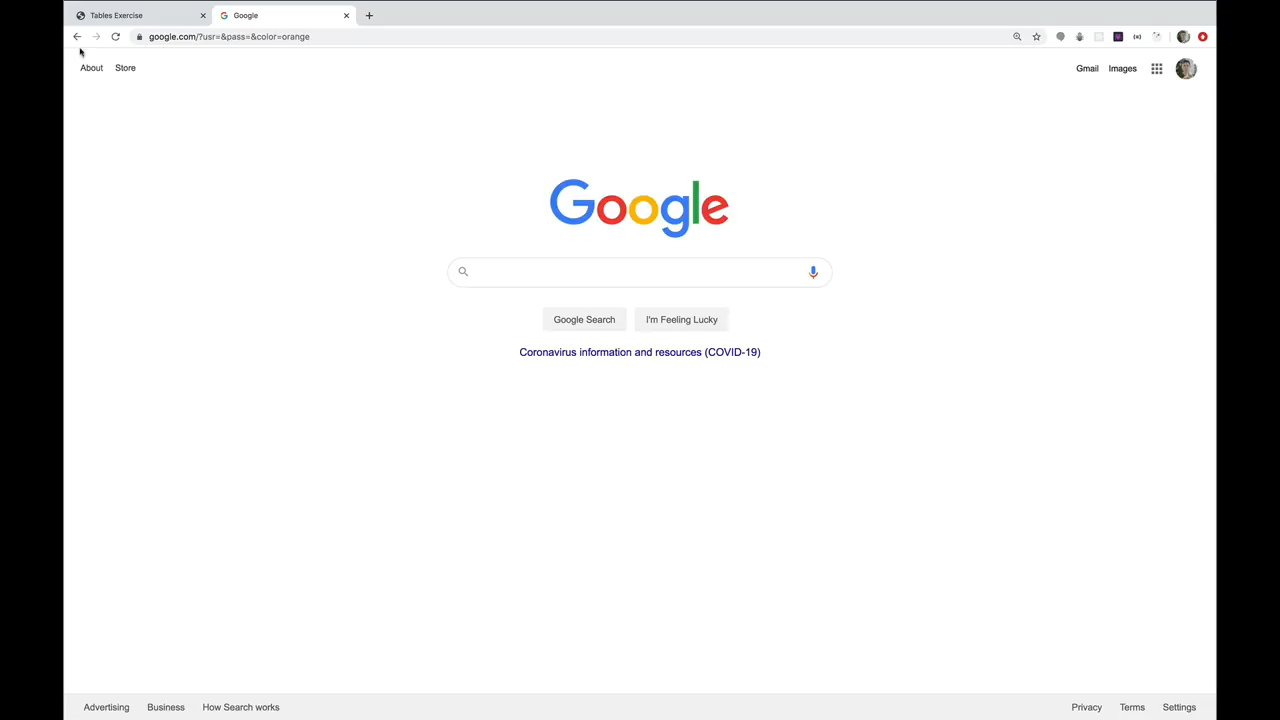 Tables Exercise
Google
google.com/?usr=&pass=&color=orange
About Store
Gmail Images
Google
Google Search I'm Feeling Lucky
Coronavirus information and resources (COVID-19)
Advertising Business How Search works
Privacy Terms Settings